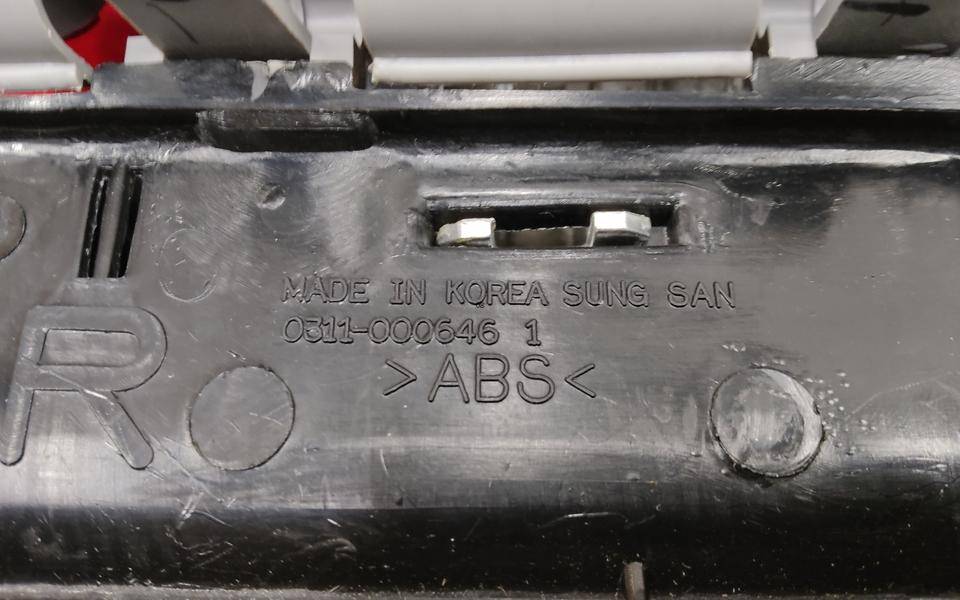 MADE IN KOREA SUNG SAN
0311-000646 1
>ABS<
R